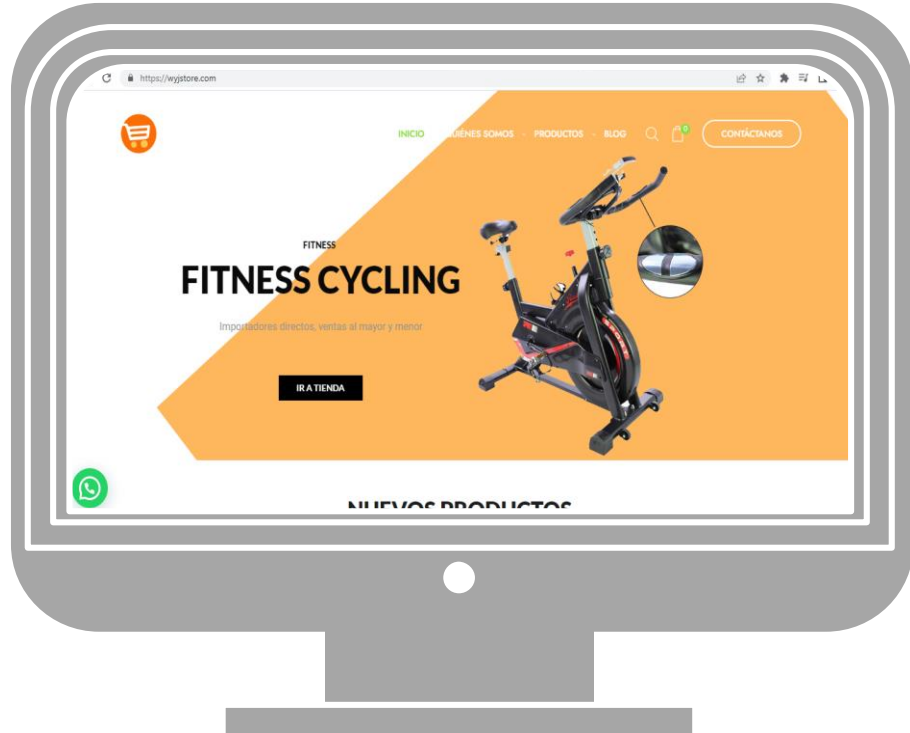 https://wyjstore.com
INICIO QUIÉNES SOMOS - PRODUCTOS - BLOG 0 CONTÁCTANOS
FITNESS
FITNESS CYCLING
Importadores directos, ventas al mayor y menor
IR A TIENDA
NUEVOS PRODUCTOS